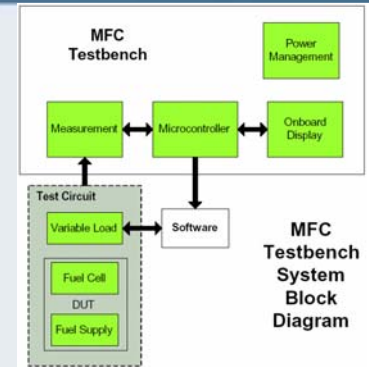 MFC
Testbench
Power
Management
Measurement
Microcontroller
Onboard
Display
Test Circuit
Variable Load
Software
Fuel Cell
DUT
Fuel Supply
MFC
Testbench
System
Block
Diagram